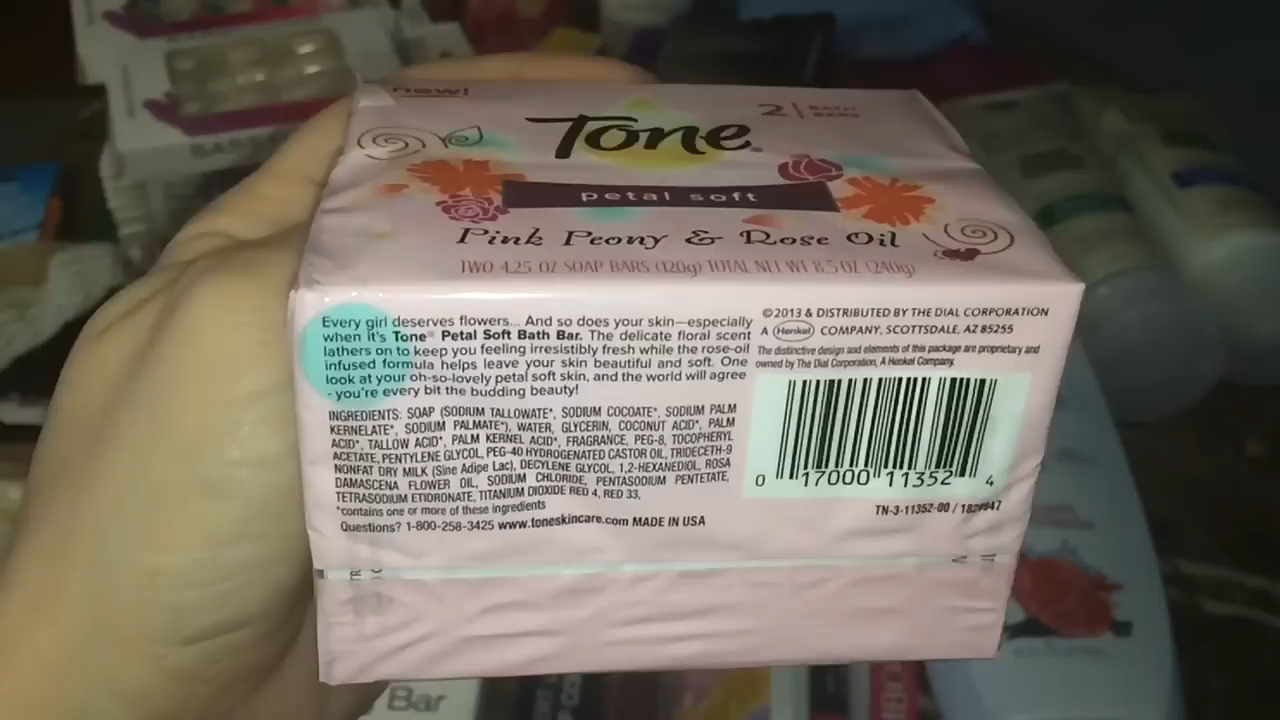 new!
2 | BATH BARS
Tone®
petal soft
Pink Peony & Rose Oil
TWO 4.25 OZ SOAP BARS (120g) TOTAL NET WT 8.5 OZ (240g)
Every girl deserves flowers... And so does your skin—especially
when it's Tone® Petal Soft Bath Bar. The delicate floral scent
lathers on to keep you feeling irresistibly fresh while the rose-oil
infused formula helps leave your skin beautiful and soft. One
look at your oh-so-lovely petal soft skin, and the world will agree
- you're every bit the budding beauty!
INGREDIENTS: SOAP (SODIUM TALLOWATE*, SODIUM COCOATE*, SODIUM PALM
KERNELATE*, SODIUM PALMATE*), WATER, GLYCERIN, COCONUT ACID*, PALM
ACID*, TALLOW ACID*, PALM KERNEL ACID*, FRAGRANCE, PEG-8, TOCOPHERYL
ACETATE, PENTYLENE GLYCOL, PEG-40 HYDROGENATED CASTOR OIL, TRIDECETH-9
NONFAT DRY MILK (Sine Adipe Lac), DECYLENE GLYCOL, 1,2-HEXANEDIOL, ROSA
DAMASCENA FLOWER OIL, SODIUM CHLORIDE, PENTASODIUM PENTETATE,
TETRASODIUM ETIDRONATE, TITANIUM DIOXIDE RED 4, RED 33,
*contains one or more of these ingredients
Questions? 1-800-258-3425 www.toneskincare.com MADE IN USA
©2013 & DISTRIBUTED BY THE DIAL CORPORATION
A Henkel COMPANY, SCOTTSDALE, AZ 85255
The distinctive design and elements of this package are proprietary and
owned by The Dial Corporation, A Henkel Company.
0 17000 11352 4
TN-3-11352-00 /
Bar